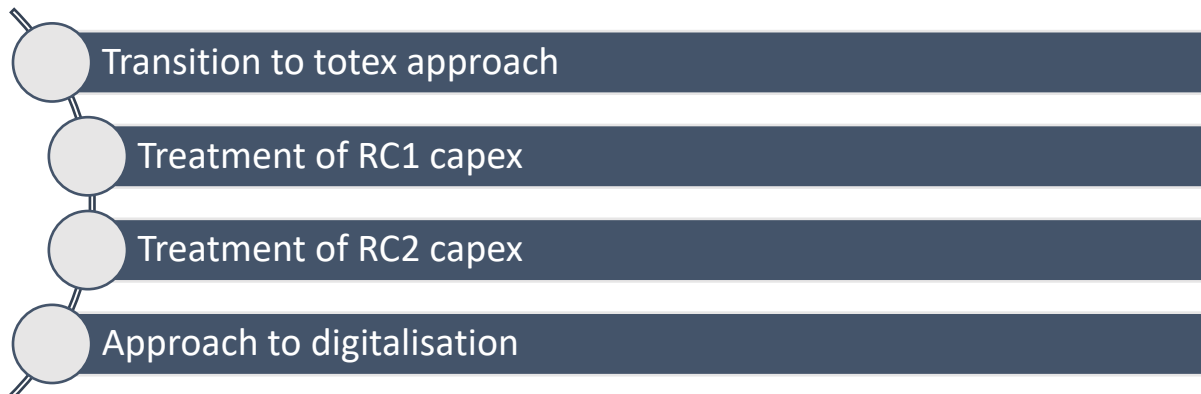 Transition to totex approach
Treatment of RC1 capex
Treatment of RC2 capex
Approach to digitalisation